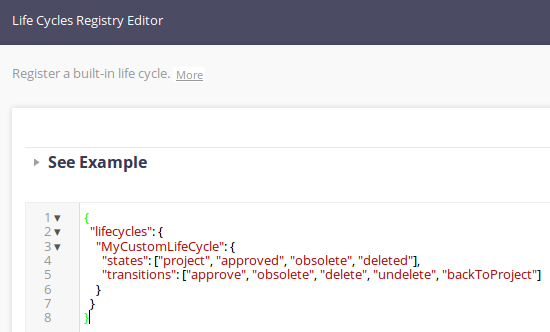 Life Cycles Registry Editor
Register a built-in life cycle. More
See Example
1 {
2 "lifecycles": {
3 "MyCustomLifeCycle": {
4 "states": ["project", "approved", "obsolete", "deleted"],
5 "transitions": ["approve", "obsolete", "delete", "undelete", "backToProject"]
6 }
7 }
8 }